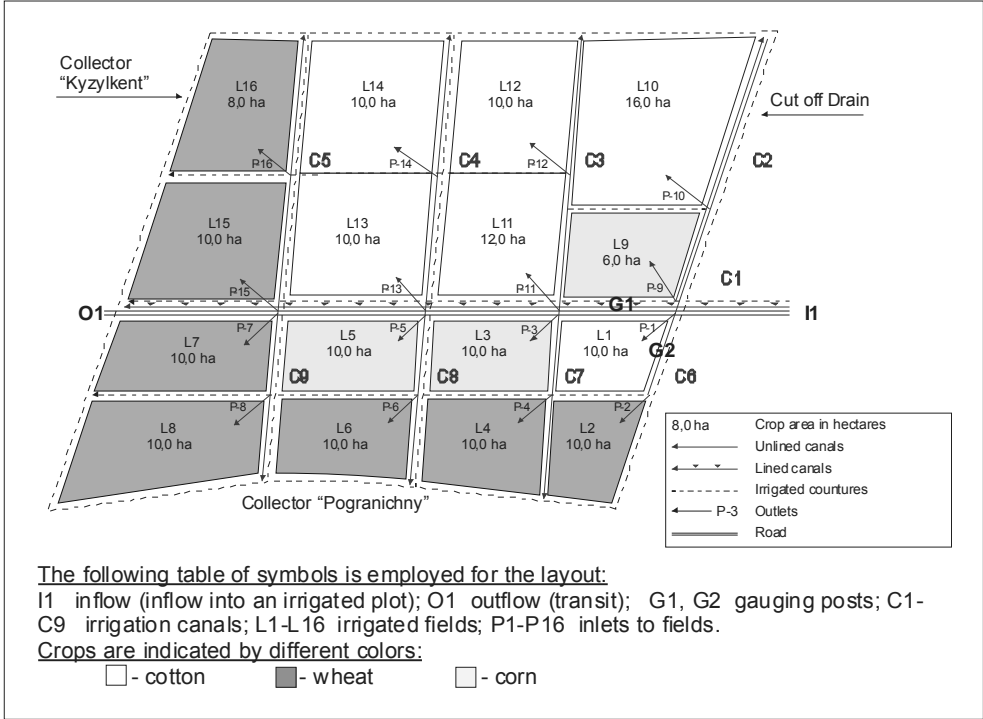 Collector
"Kyzylkent"
L16
8,0 ha
L14
10,0 ha
L12
10,0 ha
L10
16,0 ha
Cut off Drain
P16
C5
P-14
C4
P12
C3
C2
P-10
L15
10,0 ha
L13
10,0 ha
L11
12,0 ha
L9
6,0 ha
P15
P13
P11
P-9
C1
G1
O1
I1
P-7
P-5
P-3
P-1
L7
10,0 ha
L5
10,0 ha
L3
10,0 ha
L1
10,0 ha
G2
C9
C8
C7
C6
P-8
P-6
P-4
P-2
L8
10,0 ha
L6
10,0 ha
L4
10,0 ha
L2
10,0 ha
Collector "Pogranichny"
8,0 ha Crop area in hectares
Unlined canals
Lined canals
Irrigated countures
P-3 Outlets
Road
The following table of symbols is employed for the layout:
I1 inflow (inflow into an irrigated plot); O1 outflow (transit); G1, G2 gauging posts; C1-
C9 irrigation canals; L1-L16 irrigated fields; P1-P16 inlets to fields.
Crops are indicated by different colors:
- cotton - wheat - corn